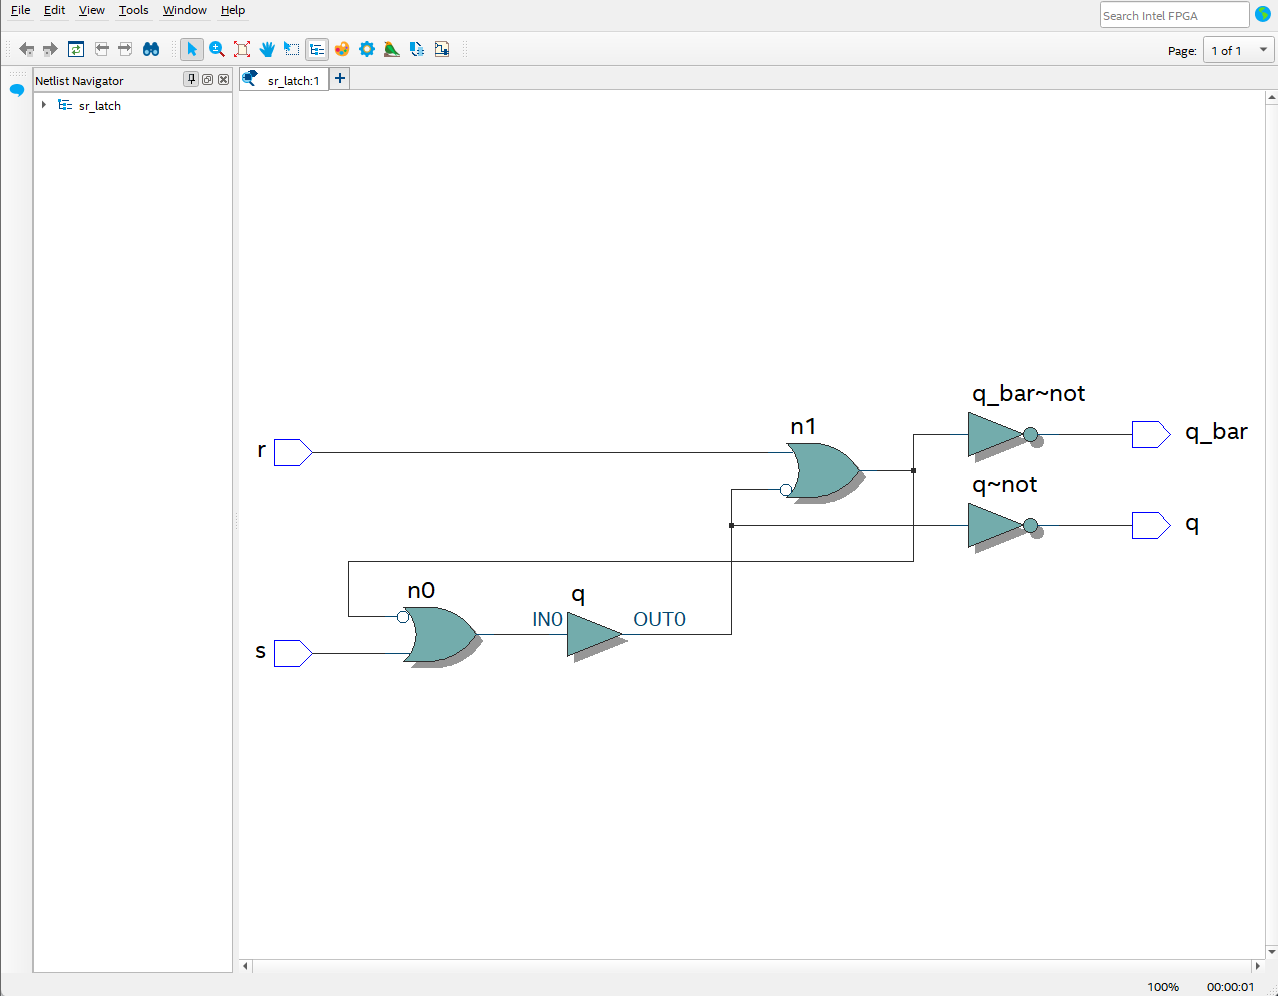 File Edit View Tools Window Help
Search Intel FPGA
Page: 1 of 1
Netlist Navigator
sr_latch:1
sr_latch
q_bar~not
n1
q_bar
r
q~not
q
n0
q
IN0
OUT0
s
100% 00:00:01